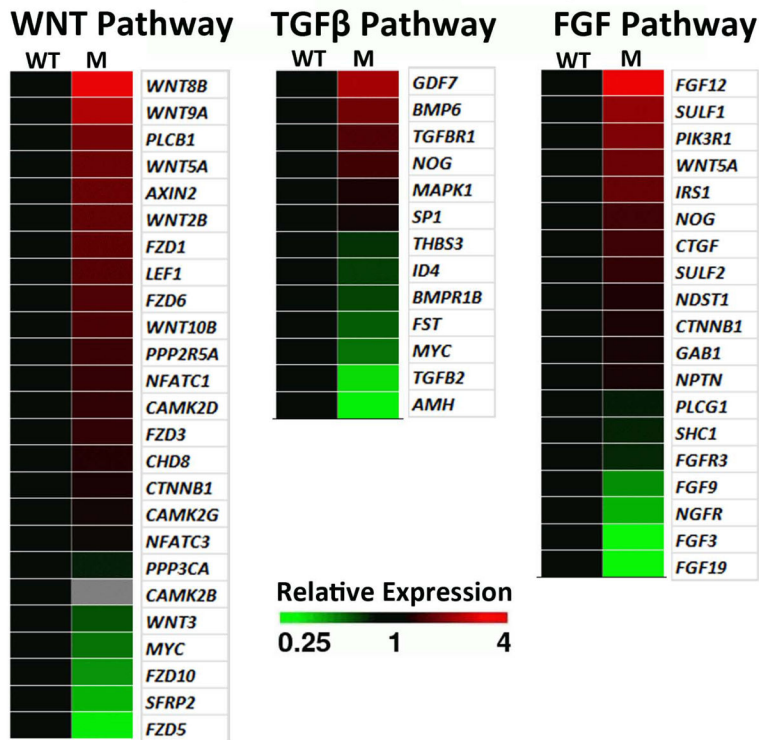 WNT Pathway
WT M
WNT8B
WNT9A
PLCB1
WNT5A
AXIN2
WNT2B
FZD1
LEF1
FZD6
WNT10B
PPP2R5A
NFATC1
CAMK2D
FZD3
CHD8
CTNNB1
CAMK2G
NFATC3
PPP3CA
CAMK2B
WNT3
MYC
FZD10
SFRP2
FZD5
TGFβ Pathway
WT M
GDF7
BMP6
TGFBR1
NOG
MAPK1
SP1
THBS3
ID4
BMPR1B
FST
MYC
TGFB2
AMH
FGF Pathway
WT M
FGF12
SULF1
PIK3R1
WNT5A
IRS1
NOG
CTGF
SULF2
NDST1
CTNNB1
GAB1
NPTN
PLCG1
SHC1
FGFR3
FGF9
NGFR
FGF3
FGF19
Relative Expression
0.25 1 4